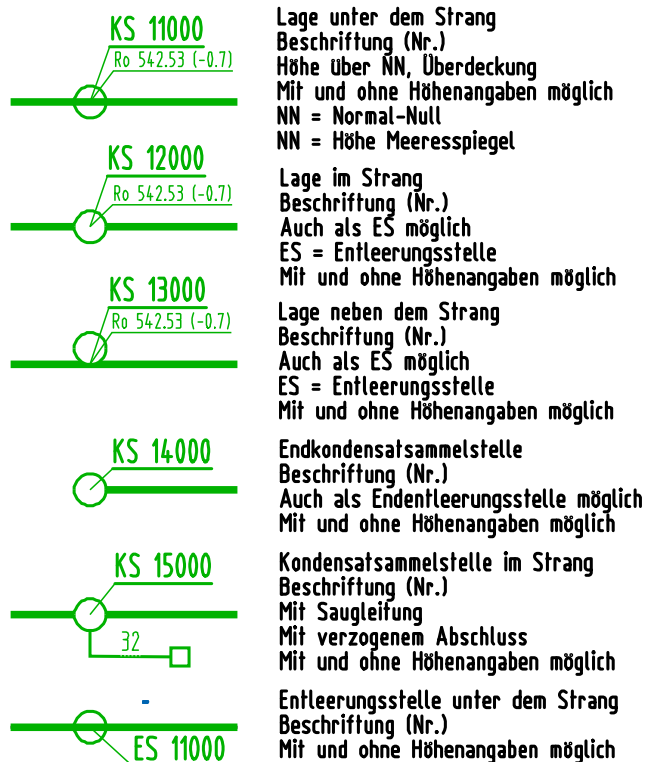 KS 11000
Ro 542.53 (-0.7)
Lage unter dem Strang
Beschriftung (Nr.)
Höhe über NN, Überdeckung
Mit und ohne Höhenangaben möglich
NN = Normal-Null
NN = Höhe Meeresspiegel
KS 12000
Ro 542.53 (-0.7)
Lage im Strang
Beschriftung (Nr.)
Auch als ES möglich
ES = Entleerungsstelle
Mit und ohne Höhenangaben möglich
KS 13000
Ro 542.53 (-0.7)
Lage neben dem Strang
Beschriftung (Nr.)
Auch als ES möglich
ES = Entleerungsstelle
Mit und ohne Höhenangaben möglich
KS 14000
Endkondensatsammelstelle
Beschriftung (Nr.)
Auch als Endentleerungsstelle möglich
Mit und ohne Höhenangaben möglich
KS 15000
32
Kondensatsammelstelle im Strang
Beschriftung (Nr.)
Mit Saugleitung
Mit verzogenem Abschluss
Mit und ohne Höhenangaben möglich
ES 11000
Entleerungsstelle unter dem Strang
Beschriftung (Nr.)
Mit und ohne Höhenangaben möglich